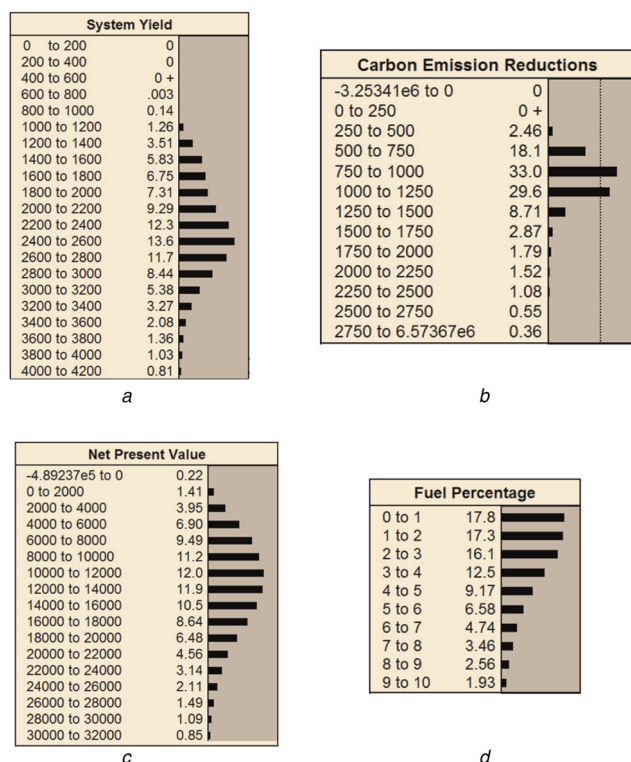 System Yield
0 to 200 0
200 to 400 0
400 to 600 0 +
600 to 800 .003
800 to 1000 0.14
1000 to 1200 1.26
1200 to 1400 3.51
1400 to 1600 5.83
1600 to 1800 6.75
1800 to 2000 7.31
2000 to 2200 9.29
2200 to 2400 12.3
2400 to 2600 13.6
2600 to 2800 11.7
2800 to 3000 8.44
3000 to 3200 5.38
3200 to 3400 3.27
3400 to 3600 2.08
3600 to 3800 1.36
3800 to 4000 1.03
4000 to 4200 0.81
a
Carbon Emission Reductions
-3.25341e6 to 0 0
0 to 250 0 +
250 to 500 2.46
500 to 750 18.1
750 to 1000 33.0
1000 to 1250 29.6
1250 to 1500 8.71
1500 to 1750 2.87
1750 to 2000 1.79
2000 to 2250 1.52
2250 to 2500 1.08
2500 to 2750 0.55
2750 to 6.57367e6 0.36
b
Net Present Value
-4.89237e5 to 0 0.22
0 to 2000 1.41
2000 to 4000 3.95
4000 to 6000 6.90
6000 to 8000 9.49
8000 to 10000 11.2
10000 to 12000 12.0
12000 to 14000 11.9
14000 to 16000 10.5
16000 to 18000 8.64
18000 to 20000 6.48
20000 to 22000 4.56
22000 to 24000 3.14
24000 to 26000 2.11
26000 to 28000 1.49
28000 to 30000 1.09
30000 to 32000 0.85
c
Fuel Percentage
0 to 1 17.8
1 to 2 17.3
2 to 3 16.1
3 to 4 12.5
4 to 5 9.17
5 to 6 6.58
6 to 7 4.74
7 to 8 3.46
8 to 9 2.56
9 to 10 1.93
d